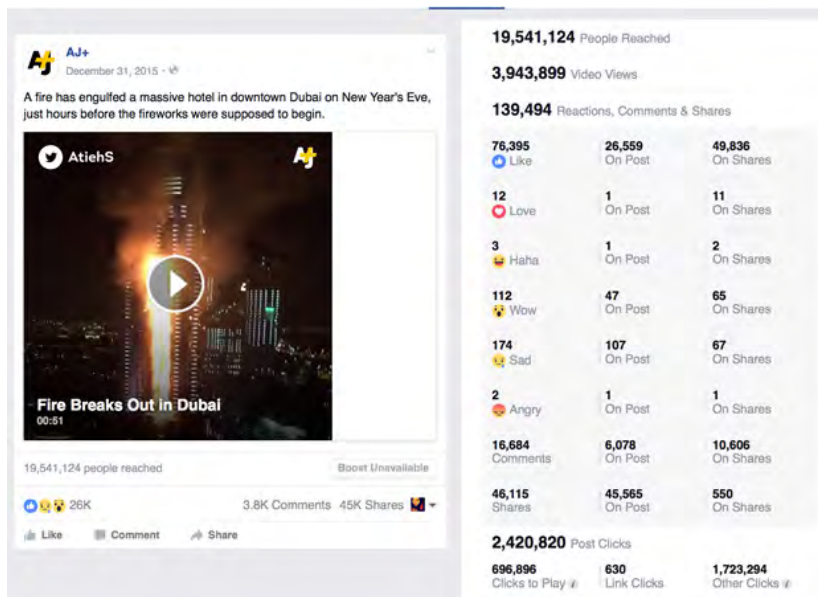 AJ+
December 31, 2015
A fire has engulfed a massive hotel in downtown Dubai on New Year's Eve,
just hours before the fireworks were supposed to begin.
AtiehS
AJ+
Fire Breaks Out in Dubai
00:51
19,541,124 people reached
Boost Unavailable
26K
3.8K Comments 45K Shares
Like Comment Share
19,541,124 People Reached
3,943,899 Video Views
139,494 Reactions, Comments & Shares
76,395 26,559 49,836
Like On Post On Shares
12 1 11
Love On Post On Shares
3 1 2
Haha On Post On Shares
112 47 65
Wow On Post On Shares
174 107 67
Sad On Post On Shares
2 1 1
Angry On Post On Shares
16,684 6,078 10,606
Comments On Post On Shares
46,115 45,565 550
Shares On Post On Shares
2,420,820 Post Clicks
696,896 630 1,723,294
Clicks to Play Link Clicks Other Clicks